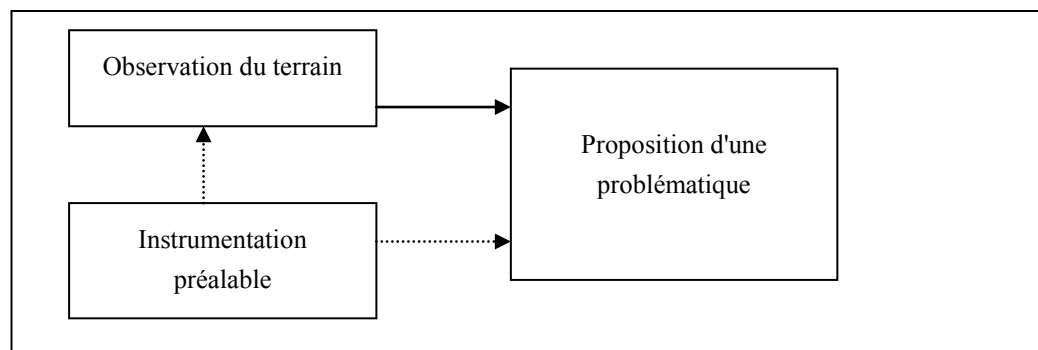 Observation du terrain
Proposition d'une
problématique
Instrumentation
préalable